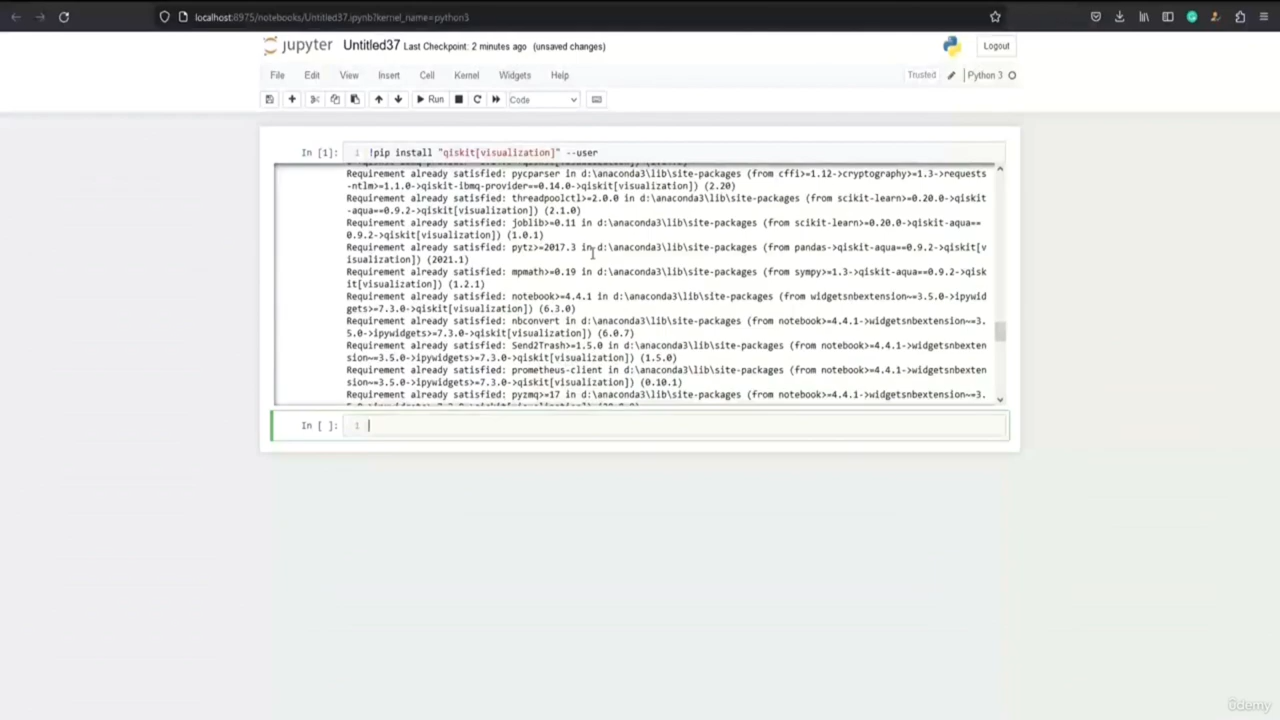 localhost:8975/notebooks/Untitled37.ipynb?kernel_name=python3
jupyter Untitled37 Last Checkpoint: 2 minutes ago (unsaved changes)
Logout
File Edit View Insert Cell Kernel Widgets Help
Trusted Python 3
Run Code
In [1]: 1 !pip install "qiskit[visualization]" --user
Requirement already satisfied: pycparser in d:\anaconda3\lib\site-packages (from cffi>=1.12->cryptography>=1.3->requests
-ntlm>=1.1.0->qiskit-ibmq-provider==0.14.0->qiskit[visualization]) (2.20)
Requirement already satisfied: threadpoolctl>=2.0.0 in d:\anaconda3\lib\site-packages (from scikit-learn>=0.20.0->qiskit
-aqua==0.9.2->qiskit[visualization]) (2.1.0)
Requirement already satisfied: joblib>=0.11 in d:\anaconda3\lib\site-packages (from scikit-learn>=0.20.0->qiskit-aqua==
0.9.2->qiskit[visualization]) (1.0.1)
Requirement already satisfied: pytz>=2017.3 in d:\anaconda3\lib\site-packages (from pandas->qiskit-aqua==0.9.2->qiskit[v
isualization]) (2021.1)
Requirement already satisfied: mpmath>=0.19 in d:\anaconda3\lib\site-packages (from sympy>=1.3->qiskit-aqua==0.9.2->qisk
it[visualization]) (1.2.1)
Requirement already satisfied: notebook>=4.4.1 in d:\anaconda3\lib\site-packages (from widgetsnbextension~=3.5.0->ipywid
gets>=7.3.0->qiskit[visualization]) (6.3.0)
Requirement already satisfied: nbconvert in d:\anaconda3\lib\site-packages (from notebook>=4.4.1->widgetsnbextension~=3.
5.0->ipywidgets>=7.3.0->qiskit[visualization]) (6.0.7)
Requirement already satisfied: Send2Trash>=1.5.0 in d:\anaconda3\lib\site-packages (from notebook>=4.4.1->widgetsnbexten
sion~=3.5.0->ipywidgets>=7.3.0->qiskit[visualization]) (1.5.0)
Requirement already satisfied: prometheus-client in d:\anaconda3\lib\site-packages (from notebook>=4.4.1->widgetsnbexten
sion~=3.5.0->ipywidgets>=7.3.0->qiskit[visualization]) (0.10.1)
Requirement already satisfied: pyzmq>=17 in d:\anaconda3\lib\site-packages (from notebook>=4.4.1->widgetsnbextension~=3.
In [ ]: 1
ûdemy